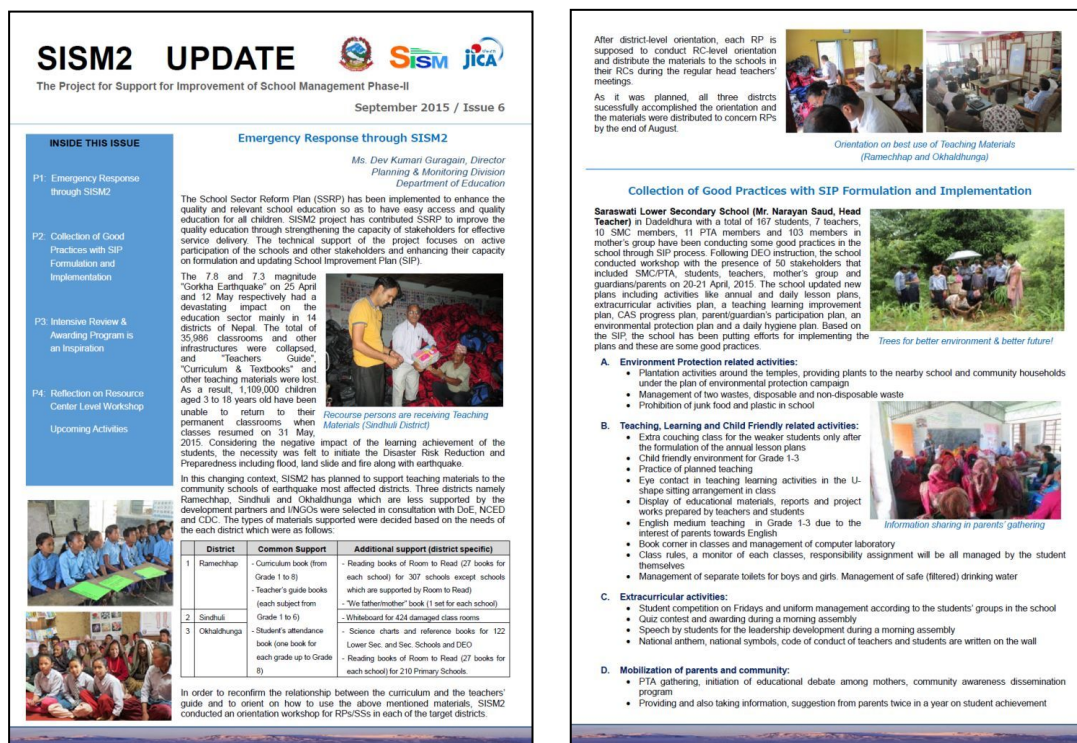 SISM2 UPDATE
SISM
JICA
The Project for Support for Improvement of School Management Phase-II
September 2015 / Issue 6
INSIDE THIS ISSUE
P1: Emergency Response
through SISM2
P2: Collection of Good
Practices with SIP
Formulation and
Implementation
P3: Intensive Review &
Awarding Program is
an Inspiration
P4: Reflection on Resource
Center Level Workshop
Upcoming Activities
Emergency Response through SISM2
Ms. Dev Kumari Guragain, Director
Planning & Monitoring Division
Department of Education
The School Sector Reform Plan (SSRP) has been implemented to enhance the
quality and relevant school education so as to have easy access and quality
education for all children. SISM2 project has contributed SSRP to improve the
quality education through strengthening the capacity of stakeholders for effective
service delivery. The technical support of the project focuses on active
participation of the schools and other stakeholders and enhancing their capacity
on formulation and updating School Improvement Plan (SIP).
The 7.8 and 7.3 magnitude
"Gorkha Earthquake" on 25 April
and 12 May respectively had a
devastating impact on the
education sector mainly in 14
districts of Nepal. The total of
35,986 classrooms and other
infrastructures were collapsed,
and "Teachers Guide",
"Curriculum & Textbooks" and
other teaching materials were lost.
As a result, 1,109,000 children
aged 3 to 18 years old have been
unable to return to their
permanent classrooms when
classes resumed on 31 May,
2015. Considering the negative impact of the learning achievement of the
students, the necessity was felt to initiate the Disaster Risk Reduction and
Preparedness including flood, land slide and fire along with earthquake.
Recourse persons are receiving Teaching
Materials (Sindhuli District)
In this changing context, SISM2 has planned to support teaching materials to the
community schools of earthquake most affected districts. Three districts namely
Ramechhap, Sindhuli and Okhaldhunga which are less supported by the
development partners and I/NGOs were selected in consultation with DoE, NCED
and CDC. The types of materials supported were decided based on the needs of
the each district which were as follows:
District Common Support Additional support (district specific)
1 Ramechhap
2 Sindhuli
3 Okhaldhunga
- Curriculum book (from
Grade 1 to 8)
- Teacher's guide books
(each subject from
Grade 1 to 6)
- Student's attendance
book (one book for
each grade up to Grade
8)
- Reading books of Room to Read (27 books for
each school) for 307 schools except schools
which are supported by Room to Read)
- "We father/mother" book (1 set for each school)
- Whiteboard for 424 damaged class rooms
- Science charts and reference books for 122
Lower Sec. and Sec. Schools and DEO
- Reading books of Room to Read (27 books for
each school) for 210 Primary Schools.
In order to reconfirm the relationship between the curriculum and the teachers'
guide and to orient on how to use the above mentioned materials, SISM2
conducted an orientation workshop for RPs/SSs in each of the target districts.
After district-level orientation, each RP is
supposed to conduct RC-level orientation
and distribute the materials to the schools in
their RCs during the regular head teachers'
meetings.
As it was planned, all three distrcts
sucessfully accomplished the orientation and
the materials were distributed to concern RPs
by the end of August.
Orientation on best use of Teaching Materials
(Ramechhap and Okhaldhunga)
Collection of Good Practices with SIP Formulation and Implementation
Saraswati Lower Secondary School (Mr. Narayan Saud, Head
Teacher) in Dadeldhura with a total of 167 students, 7 teachers,
10 SMC members, 11 PTA members and 103 members in
mother's group have been conducting some good practices in the
school through SIP process. Following DEO instruction, the school
conducted workshop with the presence of 50 stakeholders that
included SMC/PTA, students, teachers, mother's group and
guardians/parents on 20-21 April, 2015. The school updated new
plans including activities like annual and daily lesson plans,
extracurricular activities plan, a teaching learning improvement
plan, CAS progress plan, parent/guardian's participation plan, an
environmental protection plan and a daily hygiene plan. Based on
the SIP, the school has been putting efforts for implementing the
plans and these are some good practices.
Trees for better environment & better future!
A. Environment Protection related activities:
• Plantation activities around the temples, providing plants to the nearby school and community households
under the plan of environmental protection campaign
• Management of two wastes, disposable and non-disposable waste
• Prohibition of junk food and plastic in school
B. Teaching, Learning and Child Friendly related activities:
• Extra couching class for the weaker students only after
the formulation of the annual lesson plans
• Child friendly environment for Grade 1-3
• Practice of planned teaching
• Eye contact in teaching learning activities in the U-
shape sitting arrangement in class
• Display of educational materials, reports and project
works prepared by teachers and students
• English medium teaching in Grade 1-3 due to the
interest of parents towards English
• Book corner in classes and management of computer laboratory
• Class rules, a monitor of each classes, responsibility assignment will be all managed by the student
themselves
• Management of separate toilets for boys and girls. Management of safe (filtered) drinking water
Information sharing in parents' gathering
C. Extracurricular activities:
• Student competition on Fridays and uniform management according to the students' groups in the school
• Quiz contest and awarding during a morning assembly
• Speech by students for the leadership development during a morning assembly
• National anthem, national symbols, code of conduct of teachers and students are written on the wall
D. Mobilization of parents and community:
• PTA gathering, initiation of educational debate among mothers, community awareness dissemination
program
• Providing and also taking information, suggestion from parents twice in a year on student achievement